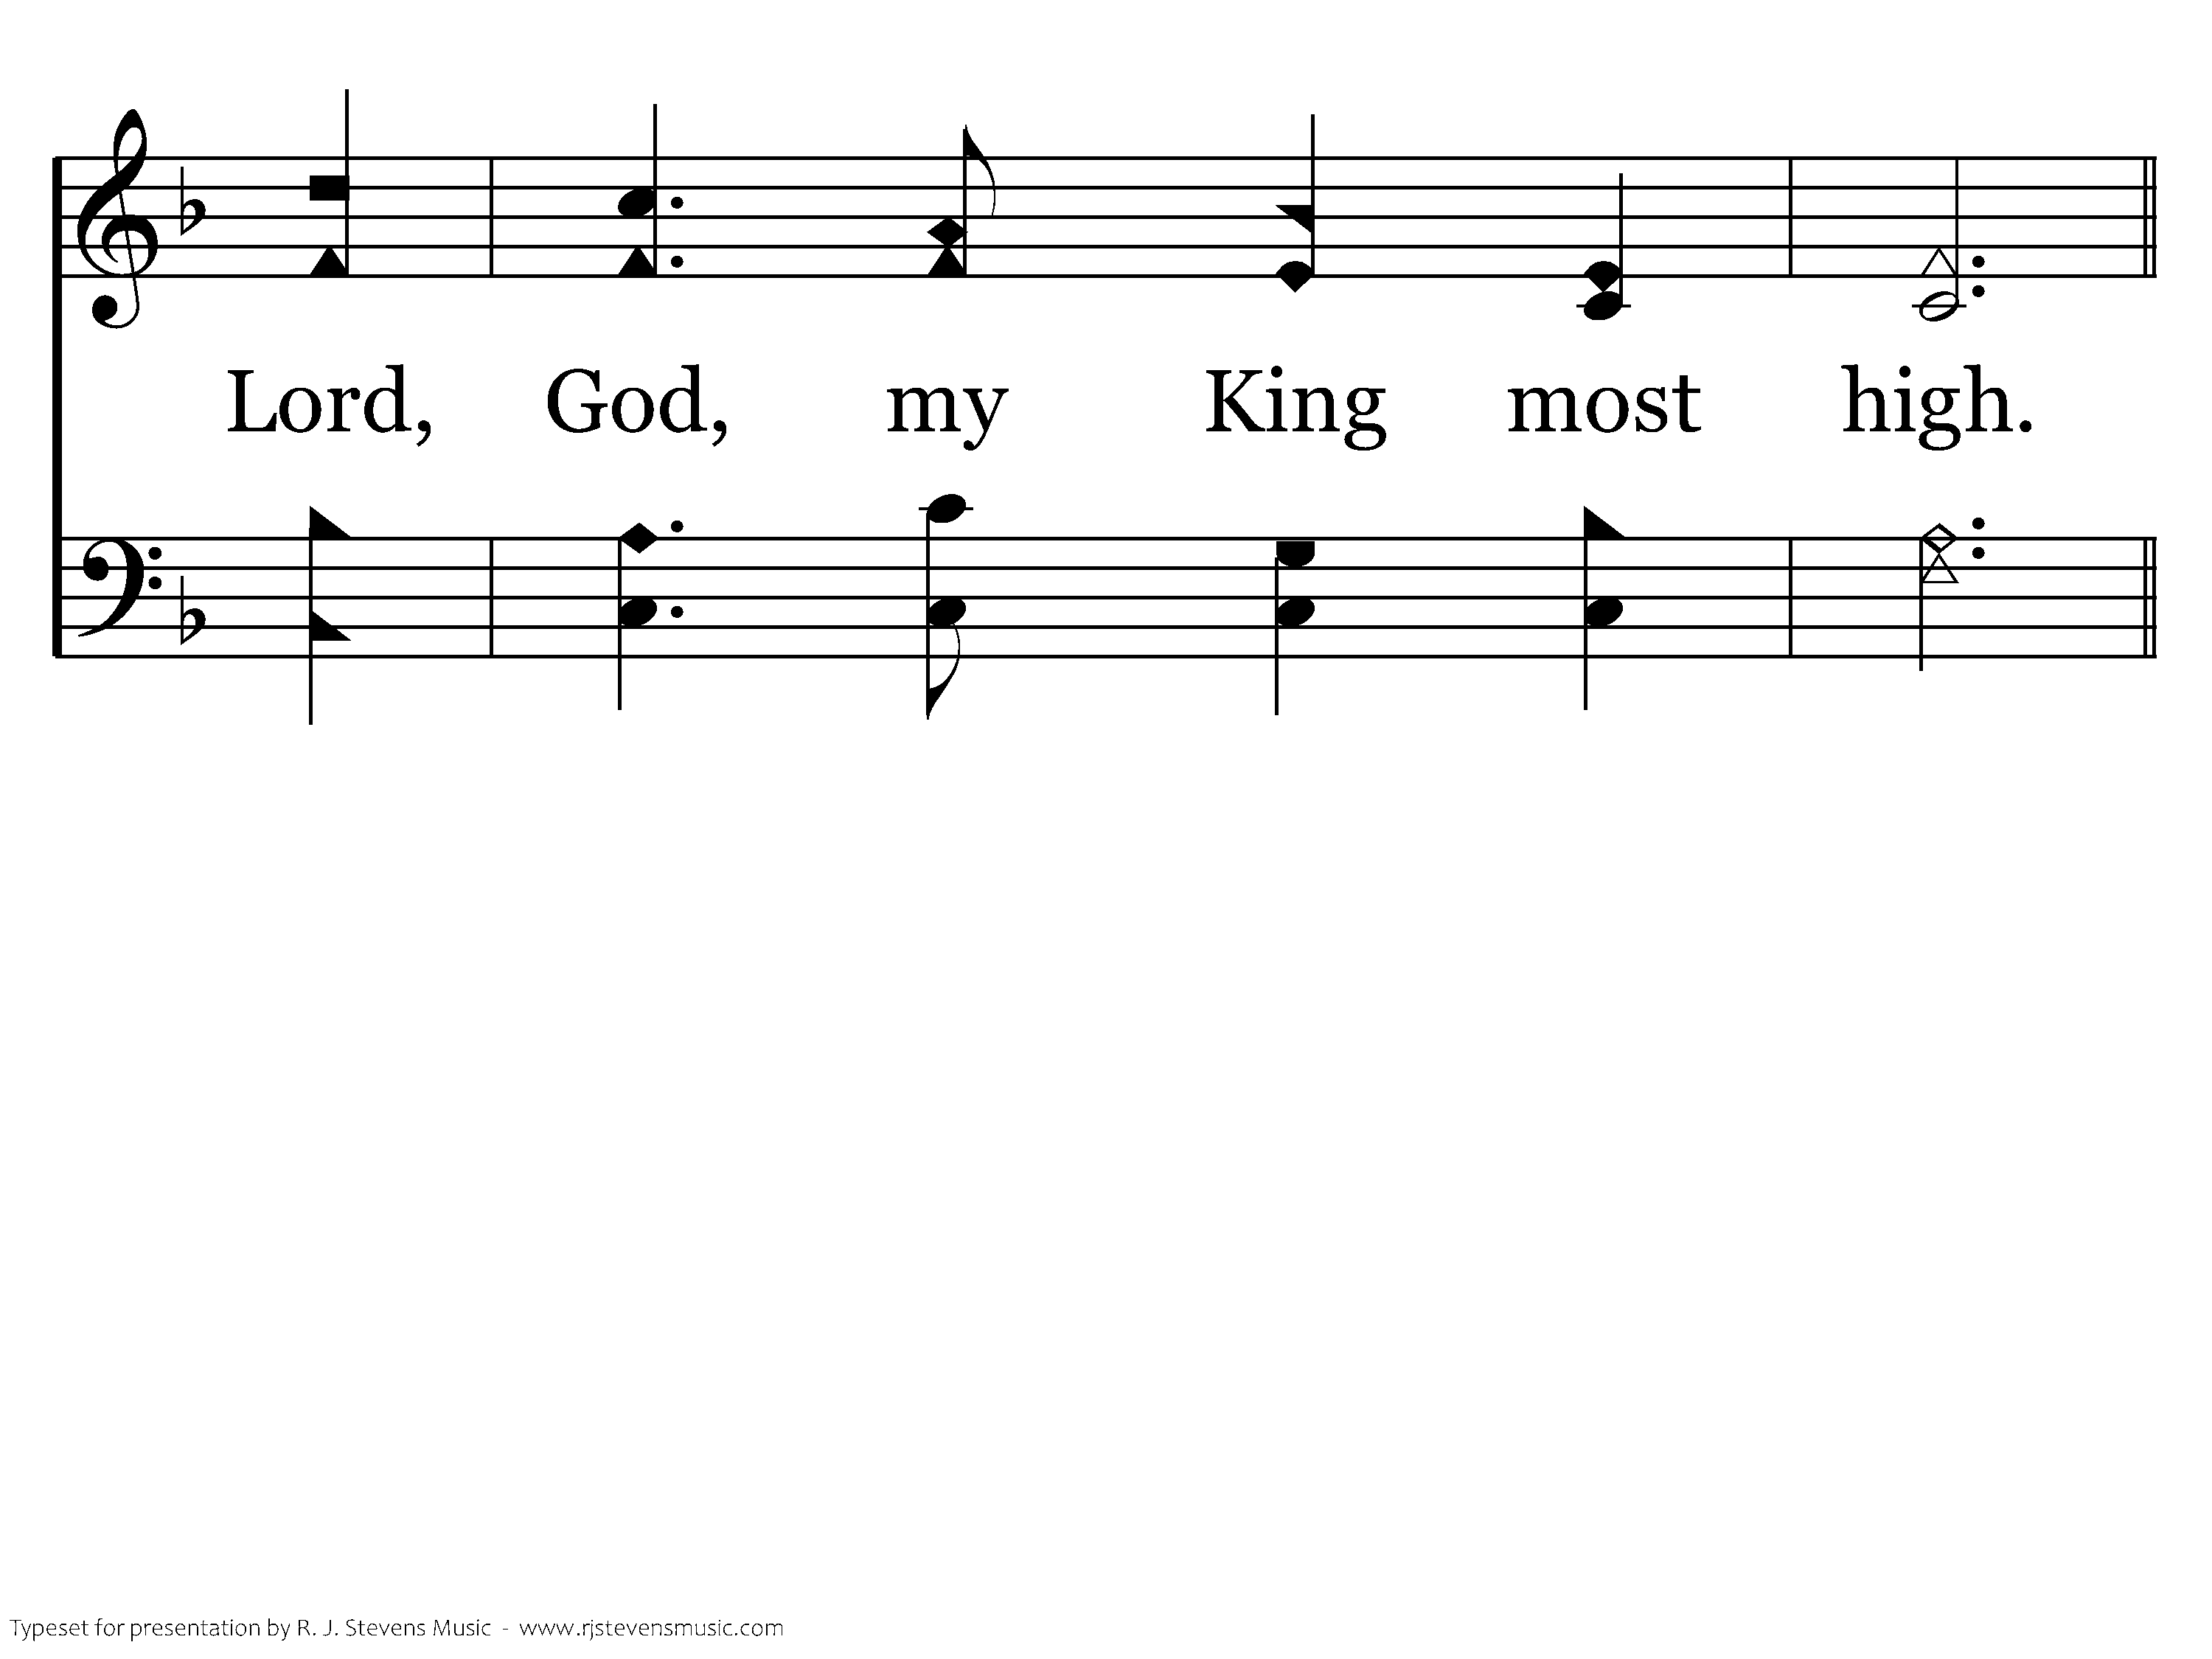 Lord, God, my King most high.
Typeset for presentation by R. J. Stevens Music - www.rjstevensmusic.com